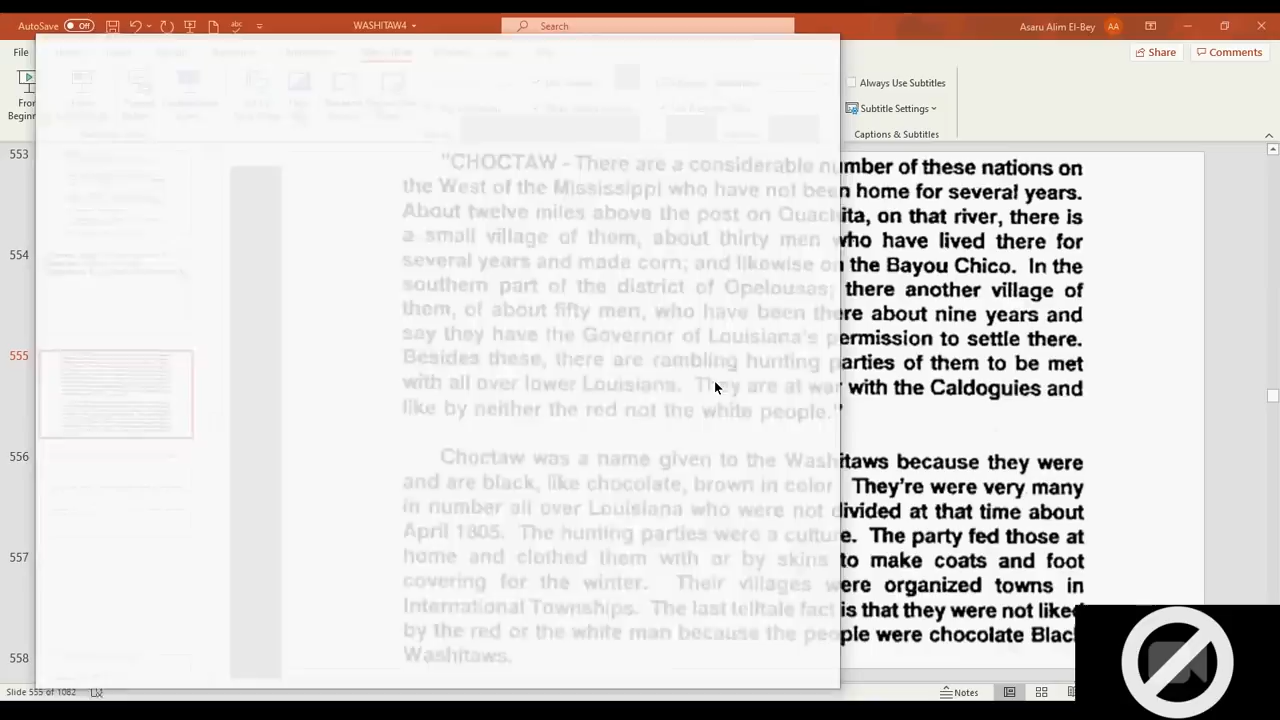 AutoSave Off WASHITAW4 Search Asaru Alim El-Bey AA
File Share Comments
From Always Use Subtitles
Beginn Subtitle Settings
Captions & Subtitles
553
554
555
556
557
558
"CHOCTAW - There are a considerable number of these nations on
the West of the Mississippi who have not been home for several years.
About twelve miles above the post on Ouachita, on that river, there is
a small village of them, about thirty men who have lived there for
several years and made corn; and likewise on the Bayou Chico. In the
southern part of the district of Opelousas; there another village of
them, of about fifty men, who have been there about nine years and
say they have the Governor of Louisiana's permission to settle there.
Besides these, there are rambling hunting parties of them to be met
with all over lower Louisians. They are at war with the Caldoguies and
like by neither the red not the white people."
Choctaw was a name given to the Washitaws because they were
and are black, like chocolate, brown in color They're were very many
in number all over Louisiana who were not divided at that time about
April 1805. The hunting parties were a culture. The party fed those at
home and clothed them with or by skins to make coats and foot
covering for the winter. Their villages were organized towns in
International Townships. The last telltale fact is that they were not liked
by the red or the white man because the people were chocolate Black
Washitaws.
Slide 555 of 1082 Notes